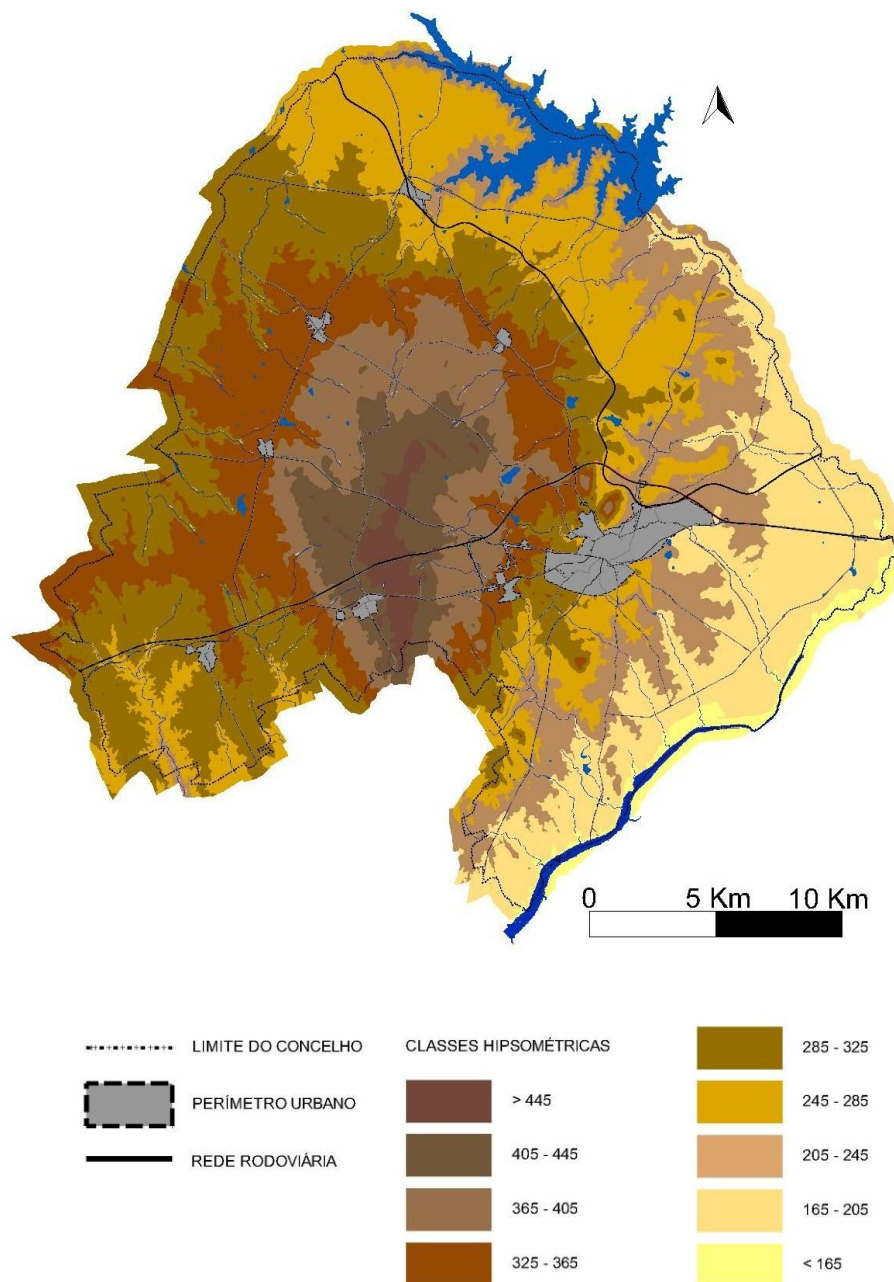 0 5 Km 10 Km
LIMITE DO CONCELHO
PERÍMETRO URBANO
REDE RODOVIÁRIA
CLASSES HIPSOMÉTRICAS
> 445
405 - 445
365 - 405
325 - 365
285 - 325
245 - 285
205 - 245
165 - 205
< 165